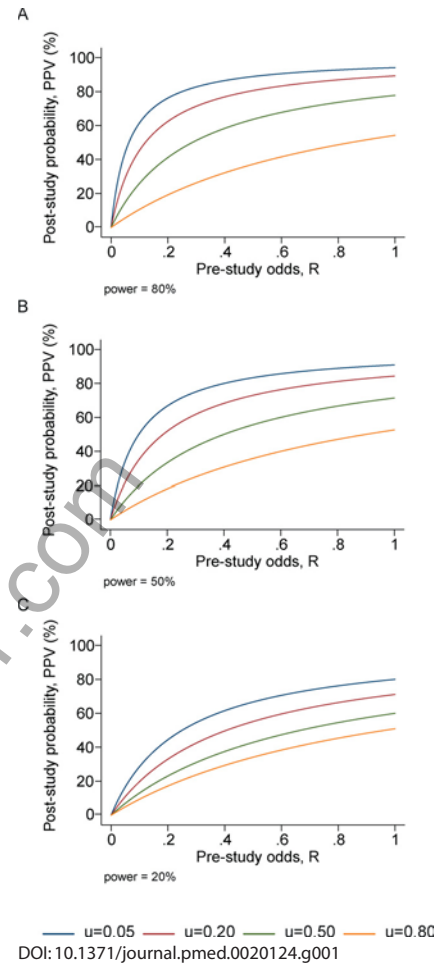 A
Post-study probability, PPV (%)
100
80
60
40
20
0
0 .2 .4 .6 .8 1
Pre-study odds, R
power = 80%
B
Post-study probability, PPV (%)
100
80
60
40
20
0
0 .2 .4 .6 .8 1
Pre-study odds, R
power = 50%
C
Post-study probability, PPV (%)
100
80
60
40
20
0
0 .2 .4 .6 .8 1
Pre-study odds, R
power = 20%
u=0.05 u=0.20 u=0.50 u=0.80
DOI: 10.1371/journal.pmed.0020124.g001
r.com